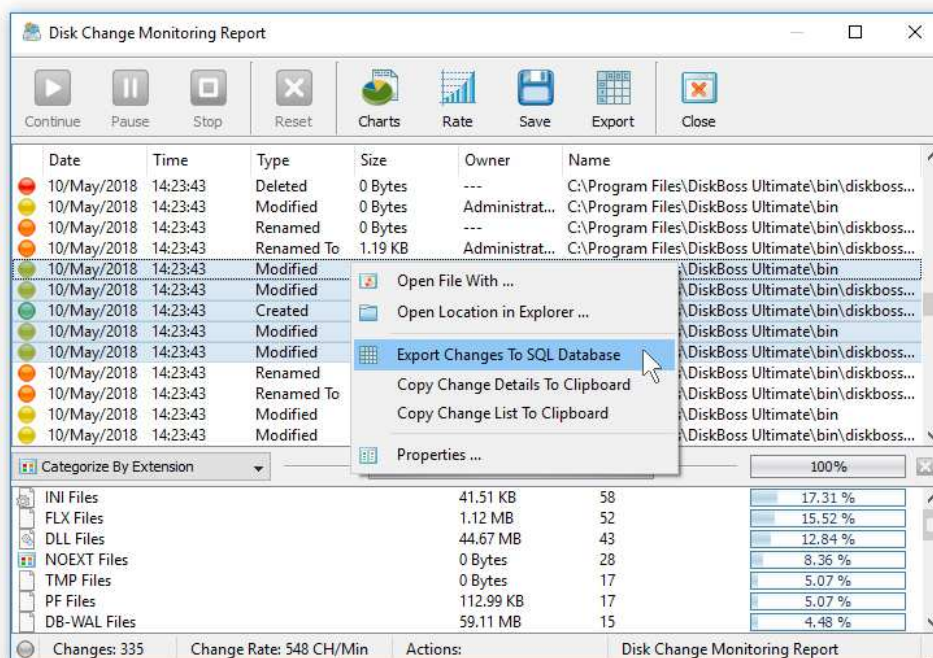 Disk Change Monitoring Report
Continue Pause Stop Reset Charts Rate Save Export Close
Date Time Type Size Owner Name
10/May/2018 14:23:43 Deleted 0 Bytes --- C:\Program Files\DiskBoss Ultimate\bin\diskboss...
10/May/2018 14:23:43 Modified 0 Bytes Administrat... C:\Program Files\DiskBoss Ultimate\bin
10/May/2018 14:23:43 Renamed 0 Bytes --- C:\Program Files\DiskBoss Ultimate\bin\diskboss...
10/May/2018 14:23:43 Renamed To 1.19 KB Administrat... C:\Program Files\DiskBoss Ultimate\bin\diskboss...
10/May/2018 14:23:43 Modified \DiskBoss Ultimate\bin
10/May/2018 14:23:43 Modified \DiskBoss Ultimate\bin\diskboss...
10/May/2018 14:23:43 Created \DiskBoss Ultimate\bin\diskboss...
10/May/2018 14:23:43 Modified \DiskBoss Ultimate\bin
10/May/2018 14:23:43 Modified \DiskBoss Ultimate\bin\diskboss...
10/May/2018 14:23:43 Renamed \DiskBoss Ultimate\bin\diskboss...
10/May/2018 14:23:43 Renamed To \DiskBoss Ultimate\bin\diskboss...
10/May/2018 14:23:43 Modified \DiskBoss Ultimate\bin
10/May/2018 14:23:43 Modified \DiskBoss Ultimate\bin\diskboss...
Open File With ...
Open Location in Explorer ...
Export Changes To SQL Database
Copy Change Details To Clipboard
Copy Change List To Clipboard
Properties ...
Categorize By Extension 100%
INI Files 41.51 KB 58 17.31 %
FLX Files 1.12 MB 52 15.52 %
DLL Files 44.67 MB 43 12.84 %
NOEXT Files 0 Bytes 28 8.36 %
TMP Files 0 Bytes 17 5.07 %
PF Files 112.99 KB 17 5.07 %
DB-WAL Files 59.11 MB 15 4.48 %
Changes: 335 Change Rate: 548 CH/Min Actions: Disk Change Monitoring Report